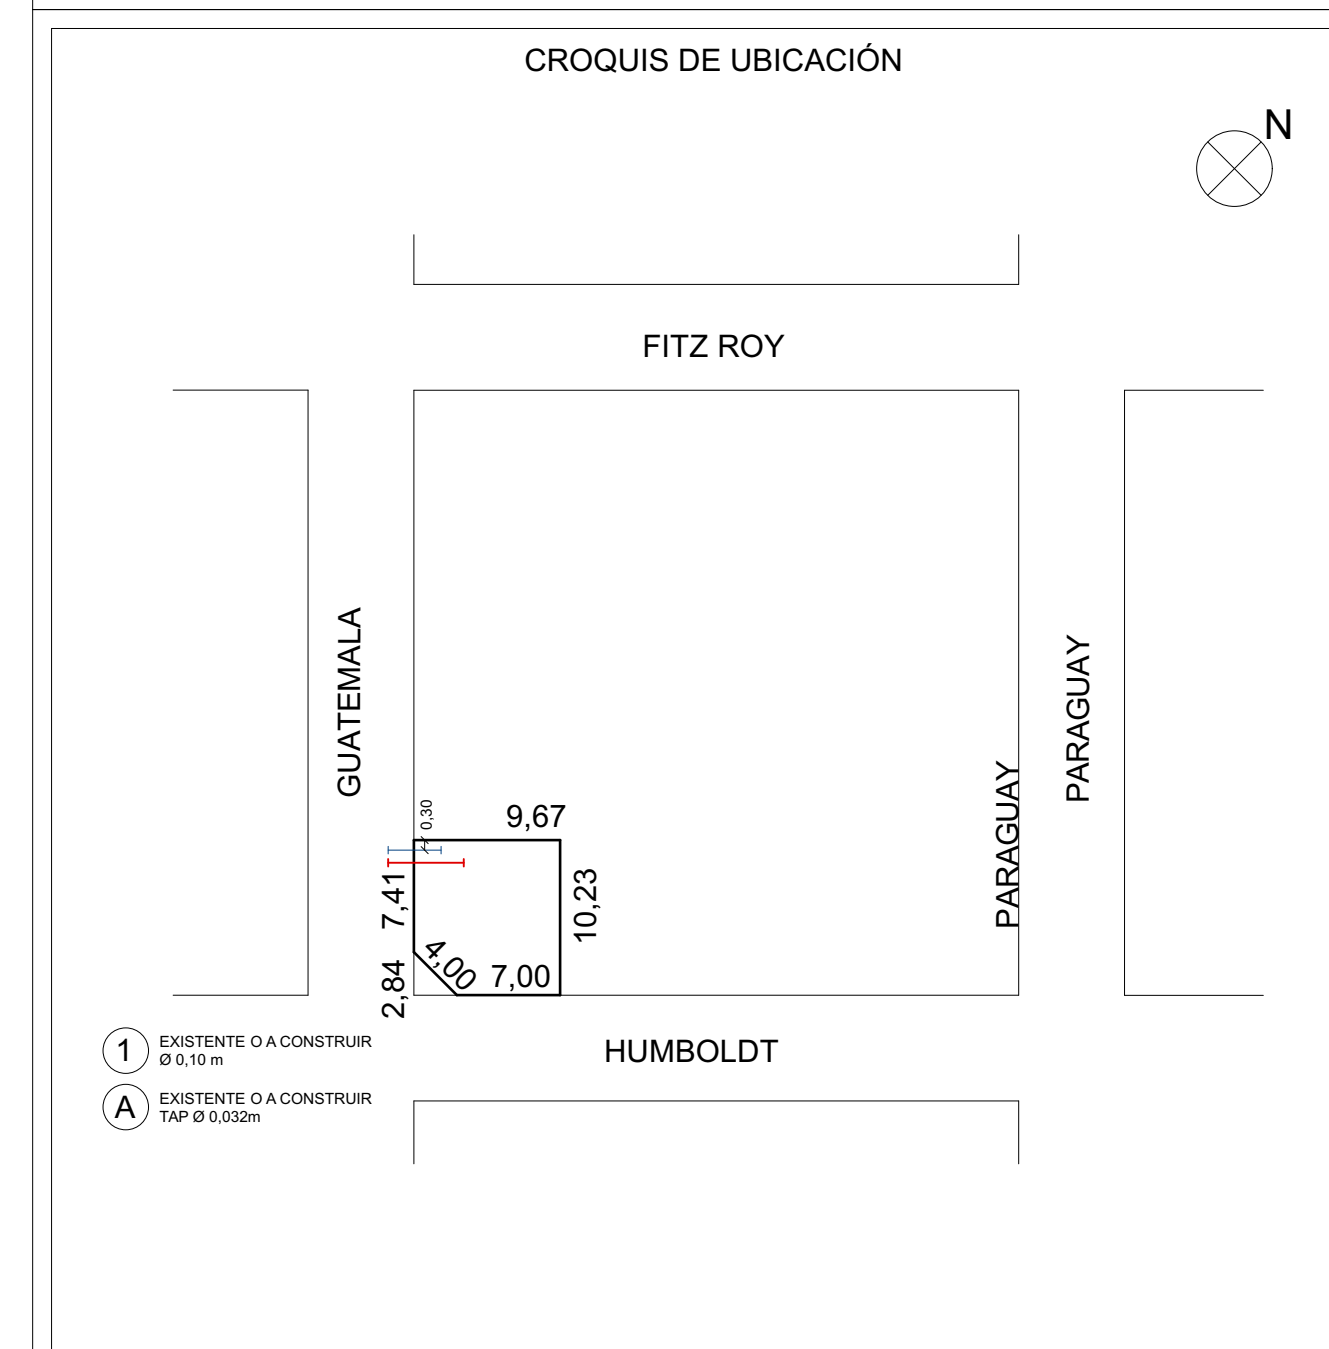 CROQUIS DE UBICACIÓN
N
FITZ ROY
GUATEMALA
PARAGUAY
PARAGUAY
0,30
9,67
7,41
10,23
4,00
7,00
2,84
1
EXISTENTE O A CONSTRUIR
Ø 0,10 m
HUMBOLDT
A
EXISTENTE O A CONSTRUIR
TAP Ø 0,032m